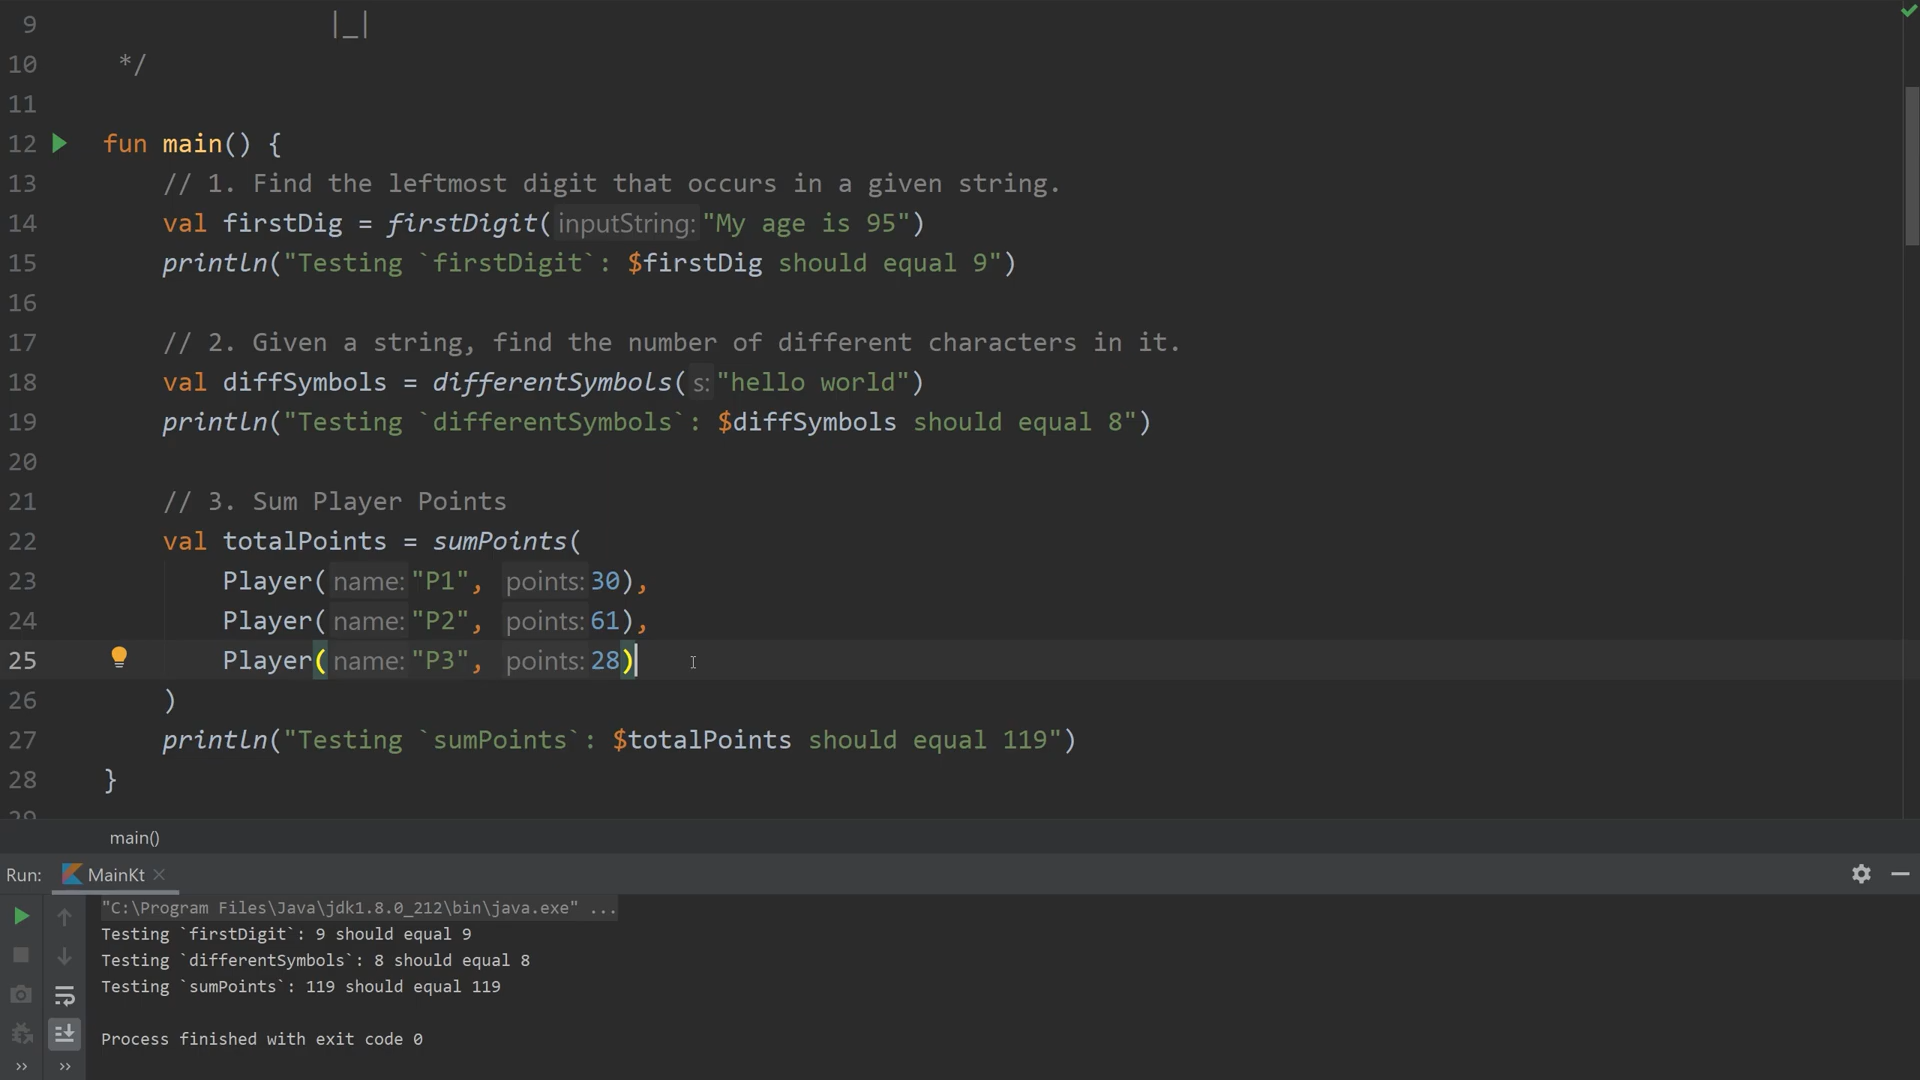 9 |_|
10 */
11
12 fun main() {
13 // 1. Find the leftmost digit that occurs in a given string.
14 val firstDig = firstDigit( inputString: "My age is 95")
15 println("Testing `firstDigit`: $firstDig should equal 9")
16
17 // 2. Given a string, find the number of different characters in it.
18 val diffSymbols = differentSymbols( s: "hello world")
19 println("Testing `differentSymbols`: $diffSymbols should equal 8")
20
21 // 3. Sum Player Points
22 val totalPoints = sumPoints(
23 Player( name: "P1", points: 30),
24 Player( name: "P2", points: 61),
25 Player( name: "P3", points: 28)
26 )
27 println("Testing `sumPoints`: $totalPoints should equal 119")
28 }
29
main()
Run: MainKt
"C:\Program Files\Java\jdk1.8.0_212\bin\java.exe" ...
Testing `firstDigit`: 9 should equal 9
Testing `differentSymbols`: 8 should equal 8
Testing `sumPoints`: 119 should equal 119
Process finished with exit code 0